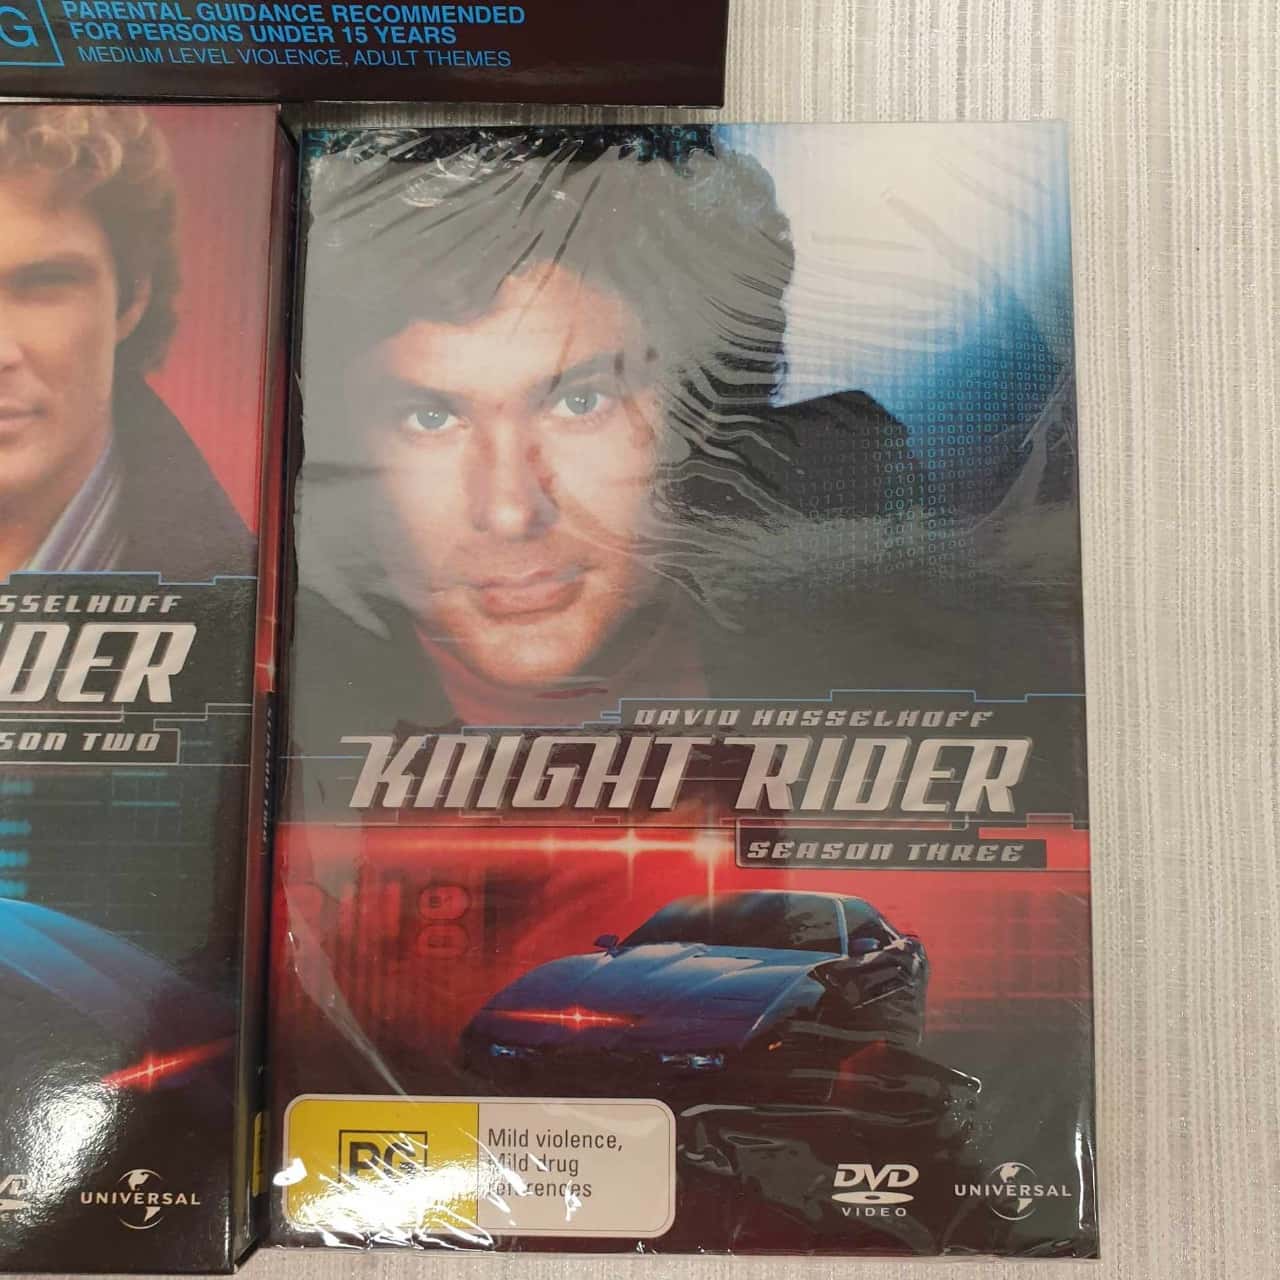 G PARENTAL GUIDANCE RECOMMENDED
FOR PERSONS UNDER 15 YEARS
MEDIUM LEVEL VIOLENCE, ADULT THEMES
SSELHOFF
IDER
SON TWO
UNIVERSAL
DAVID HASSELHOFF
KNIGHT RIDER
SEASON THREE
PG
Mild violence,
Mild drug
references
DVD
VIDEO
UNIVERSAL